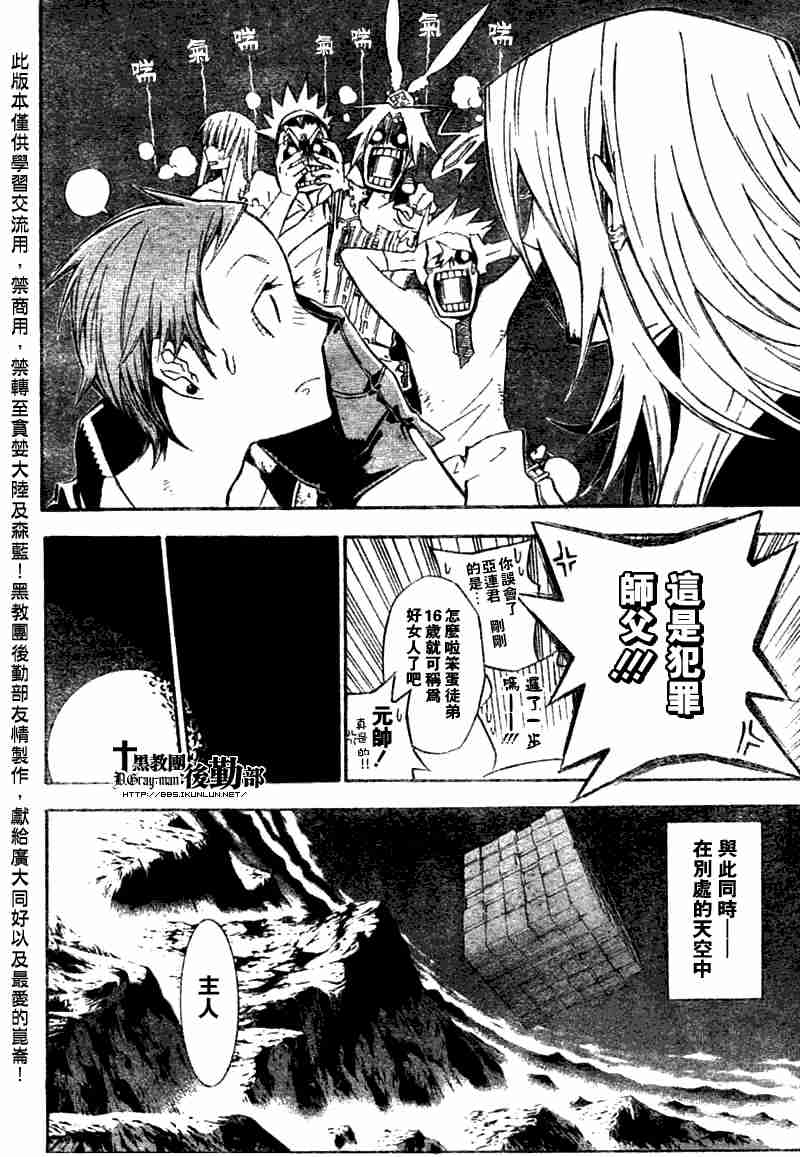 喘
氣
喘
氣
喘
氣
喘
這是犯罪
師父!!!
你誤會了
亞連君
的是…
剛剛
遲了一步
嗎——!!
怎麼啦笨蛋徒弟
16歲就可稱為
好女人了吧
元帥!
真是的!!
與此同時——
在別處的天空中
主人
黑教團
D.Gray-man
後勤部
HTTP://BBS.IKUNLUN.NET/
此版本僅供學習交流用，禁商用，禁轉至貪婪大陸及森藍！黑教團後勤部友情製作，獻給廣大同好以及最愛的崑崙！